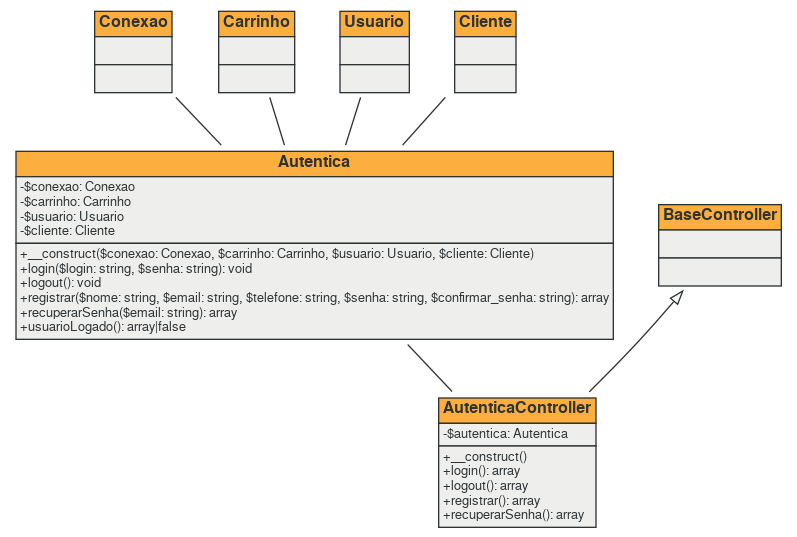 Conexao
Carrinho
Usuario
Cliente
Autentica
-$conexao: Conexao
-$carrinho: Carrinho
-$usuario: Usuario
-$cliente: Cliente
+__construct($conexao: Conexao, $carrinho: Carrinho, $usuario: Usuario, $cliente: Cliente)
+login($login: string, $senha: string): void
+logout(): void
+registrar($nome: string, $email: string, $telefone: string, $senha: string, $confirmar_senha: string): array
+recuperarSenha($email: string): array
+usuarioLogado(): array|false
BaseController
AutenticaController
-$autentica: Autentica
+__construct()
+login(): array
+logout(): array
+registrar(): array
+recuperarSenha(): array